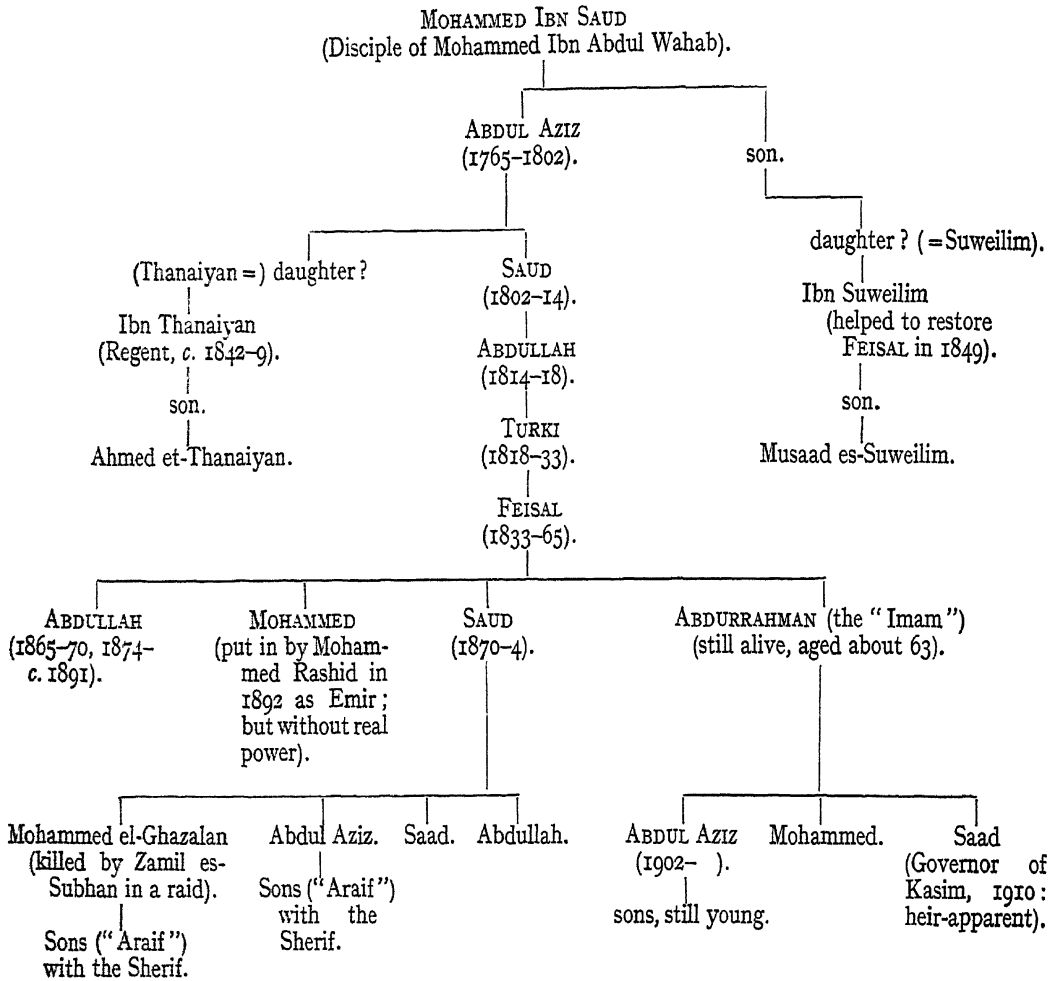 MOHAMMED IBN SAUD
(Disciple of Mohammed Ibn Abdul Wahab).
ABDUL AZIZ
(1765–1802).
son.
daughter? (=Suweilim).
(Thanaiyan=) daughter?
SAUD
(1802–14).
Ibn Suweilim
(helped to restore
FEISAL in 1849).
Ibn Thanaiyan
(Regent, c. 1842–9).
ABDULLAH
(1814–18).
son.
son.
TURKI
(1818–33).
Ahmed et-Thanaiyan.
Musaad es-Suweilim.
FEISAL
(1833–65).
ABDULLAH
(1865–70, 1874–
c. 1891).
MOHAMMED
(put in by Moham-
med Rashid in
1892 as Emir;
but without real
power).
SAUD
(1870–4).
ABDURRAHMAN (the "Imam")
(still alive, aged about 63).
Mohammed el-Ghazalan
(killed by Zamil es-
Subhan in a raid).
Sons ("Araif")
with the Sherif.
Abdul Aziz.
Sons ("Araif")
with the
Sherif.
Saad.
Abdullah.
ABDUL AZIZ
(1902– ).
sons, still young.
Mohammed.
Saad
(Governor of
Kasim, 1910:
heir-apparent).